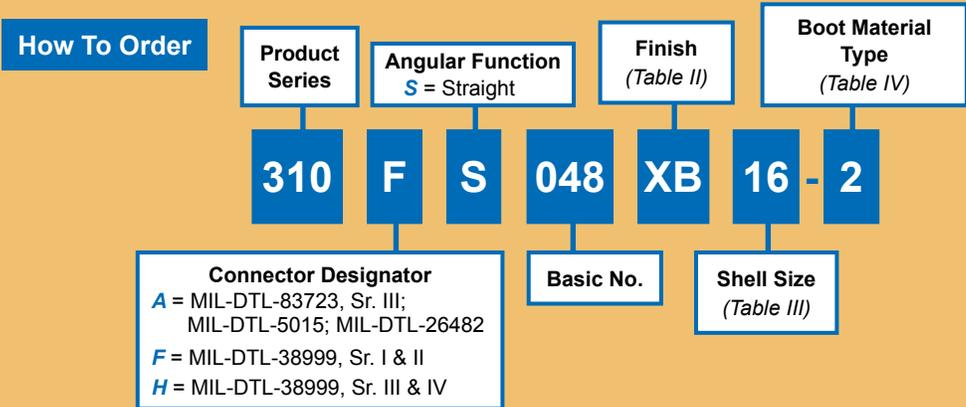 How To Order
Product
Series
Angular Function
S = Straight
Finish
(Table II)
Boot Material
Type
(Table IV)
310 F S 048 XB 16 - 2
Connector Designator
A = MIL-DTL-83723, Sr. III;
MIL-DTL-5015; MIL-DTL-26482
F = MIL-DTL-38999, Sr. I & II
H = MIL-DTL-38999, Sr. III & IV
Basic No.
Shell Size
(Table III)